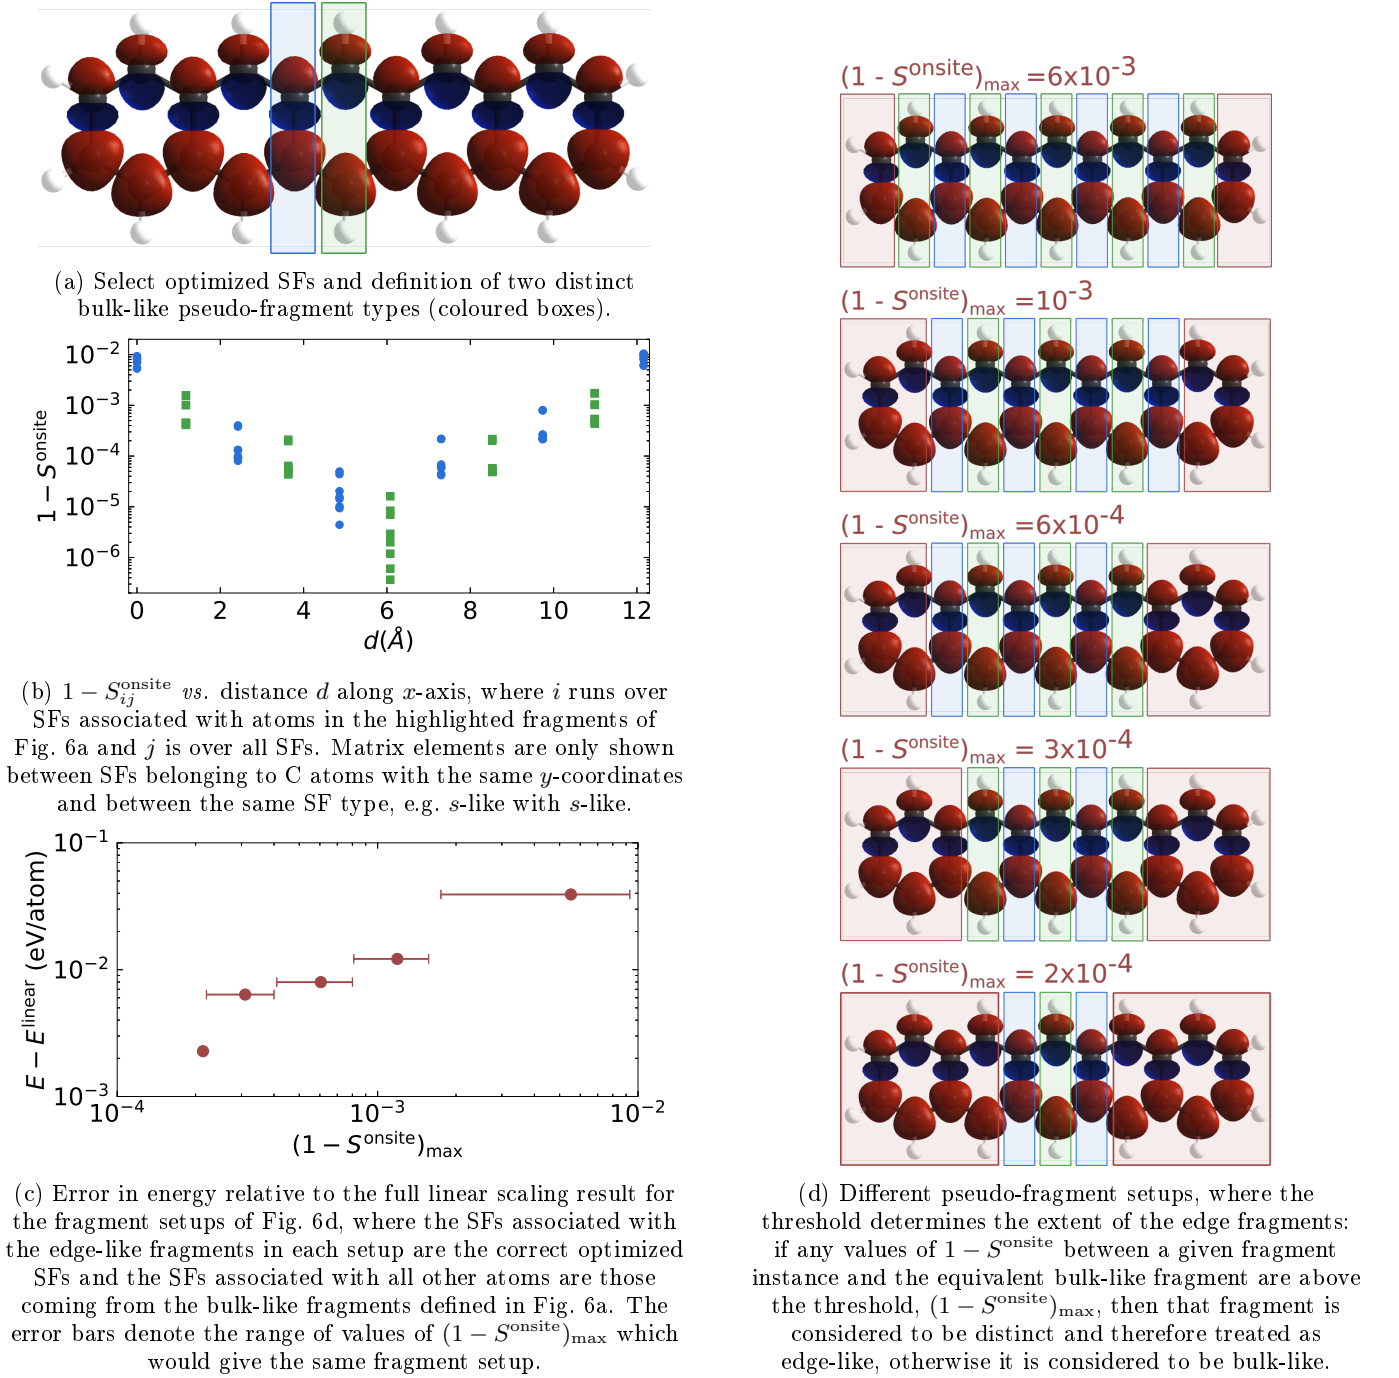 (a) Select optimized SFs and definition of two distinct
bulk-like pseudo-fragment types (coloured boxes).
10⁻²
10⁻³
10⁻⁴
10⁻⁵
10⁻⁶
1 − S^onsite
0 2 4 6 8 10 12
d(Å)
(b) 1 − S_ij^onsite vs. distance d along x-axis, where i runs over
SFs associated with atoms in the highlighted fragments of
Fig. 6a and j is over all SFs. Matrix elements are only shown
between SFs belonging to C atoms with the same y-coordinates
and between the same SF type, e.g. s-like with s-like.
10⁻¹
10⁻²
10⁻³
E − E^linear (eV/atom)
10⁻⁴ 10⁻³ 10⁻²
(1 − S^onsite)_max
(c) Error in energy relative to the full linear scaling result for
the fragment setups of Fig. 6d, where the SFs associated with
the edge-like fragments in each setup are the correct optimized
SFs and the SFs associated with all other atoms are those
coming from the bulk-like fragments defined in Fig. 6a. The
error bars denote the range of values of (1 − S^onsite)_max which
would give the same fragment setup.
(1 - S^onsite)_max =6x10⁻³
(1 - S^onsite)_max =10⁻³
(1 - S^onsite)_max =6x10⁻⁴
(1 - S^onsite)_max = 3x10⁻⁴
(1 - S^onsite)_max = 2x10⁻⁴
(d) Different pseudo-fragment setups, where the
threshold determines the extent of the edge fragments:
if any values of 1 − S^onsite between a given fragment
instance and the equivalent bulk-like fragment are above
the threshold, (1 − S^onsite)_max, then that fragment is
considered to be distinct and therefore treated as
edge-like, otherwise it is considered to be bulk-like.